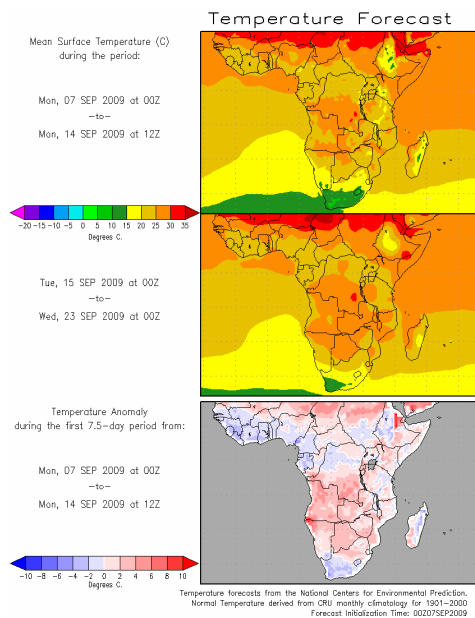 Temperature Forecast
Mean Surface Temperature (C)
during the period:
Mon, 07 SEP 2009 at 00Z
-to-
Mon, 14 SEP 2009 at 12Z
-20 -15 -10 -5 0 5 10 15 20 25 30 35
Degrees C.
Tue, 15 SEP 2009 at 00Z
-to-
Wed, 23 SEP 2009 at 00Z
Temperature Anomaly
during the first 7.5-day period from:
Mon, 07 SEP 2009 at 00Z
-to-
Mon, 14 SEP 2009 at 12Z
-10 -8 -6 -4 -2 0 2 4 6 8 10
Degrees C.
Temperature forecasts from the National Centers for Environmental Prediction.
Normal Temperature derived from CRU monthly climatology for 1901-2000
Forecast Initialization Time: 00Z07SEP2009